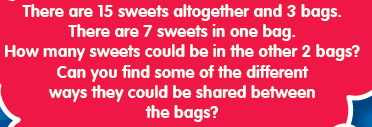 There are 15 sweets altogether and 3 bags.
There are 7 sweets in one bag.
How many sweets could be in the other 2 bags?
Can you find some of the different
ways they could be shared between
the bags?